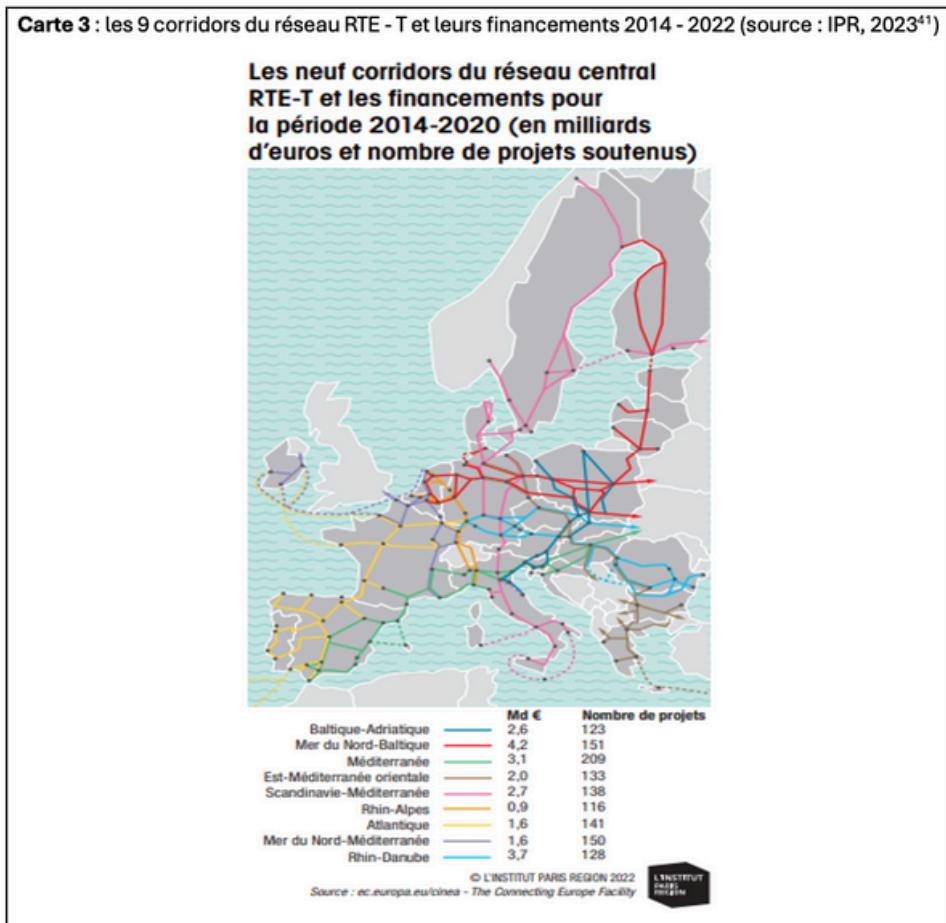 Carte 3 : les 9 corridors du réseau RTE - T et leurs financements 2014 - 2022 (source : IPR, 2023⁴¹)
Les neuf corridors du réseau central
RTE-T et les financements pour
la période 2014-2020 (en milliards
d'euros et nombre de projets soutenus)
Md € Nombre de projets
Baltique-Adriatique 2,6 123
Mer du Nord-Baltique 4,2 151
Méditerranée 3,1 209
Est-Méditerranée orientale 2,0 133
Scandinavie-Méditerranée 2,7 138
Rhin-Alpes 0,9 116
Atlantique 1,6 141
Mer du Nord-Méditerranée 1,6 150
Rhin-Danube 3,7 128
© L'INSTITUT PARIS REGION 2022
Source : ec.europa.eu/cinea - The Connecting Europe Facility
L'INSTITUT
PARIS
REGION